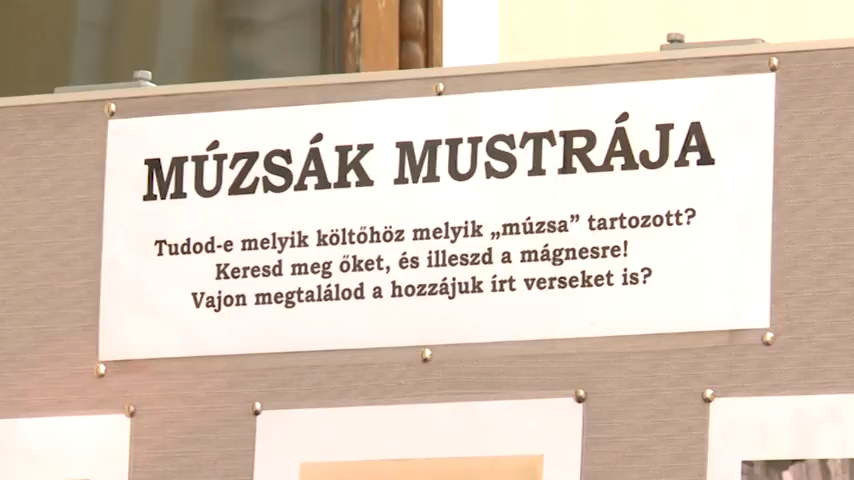 MÚZSÁK MUSTRÁJA
Tudod-e melyik költőhöz melyik „múzsa” tartozott?
Keresd meg őket, és illeszd a mágnesre!
Vajon megtalálod a hozzájuk írt verseket is?